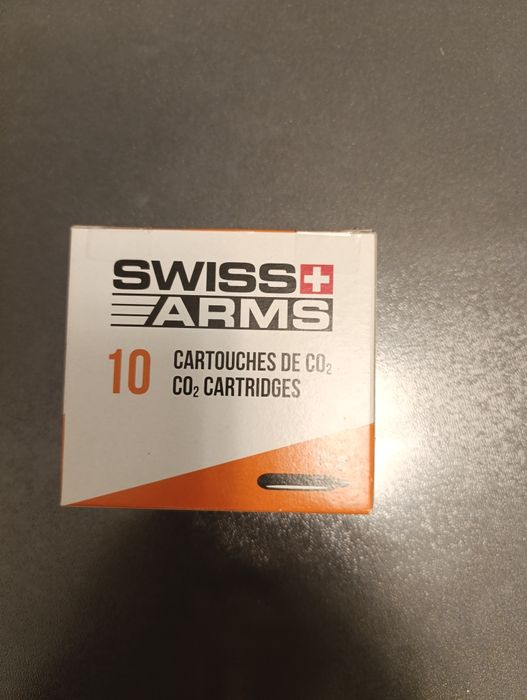 SWISS
ARMS
10 CARTOUCHES DE CO₂
CO₂ CARTRIDGES